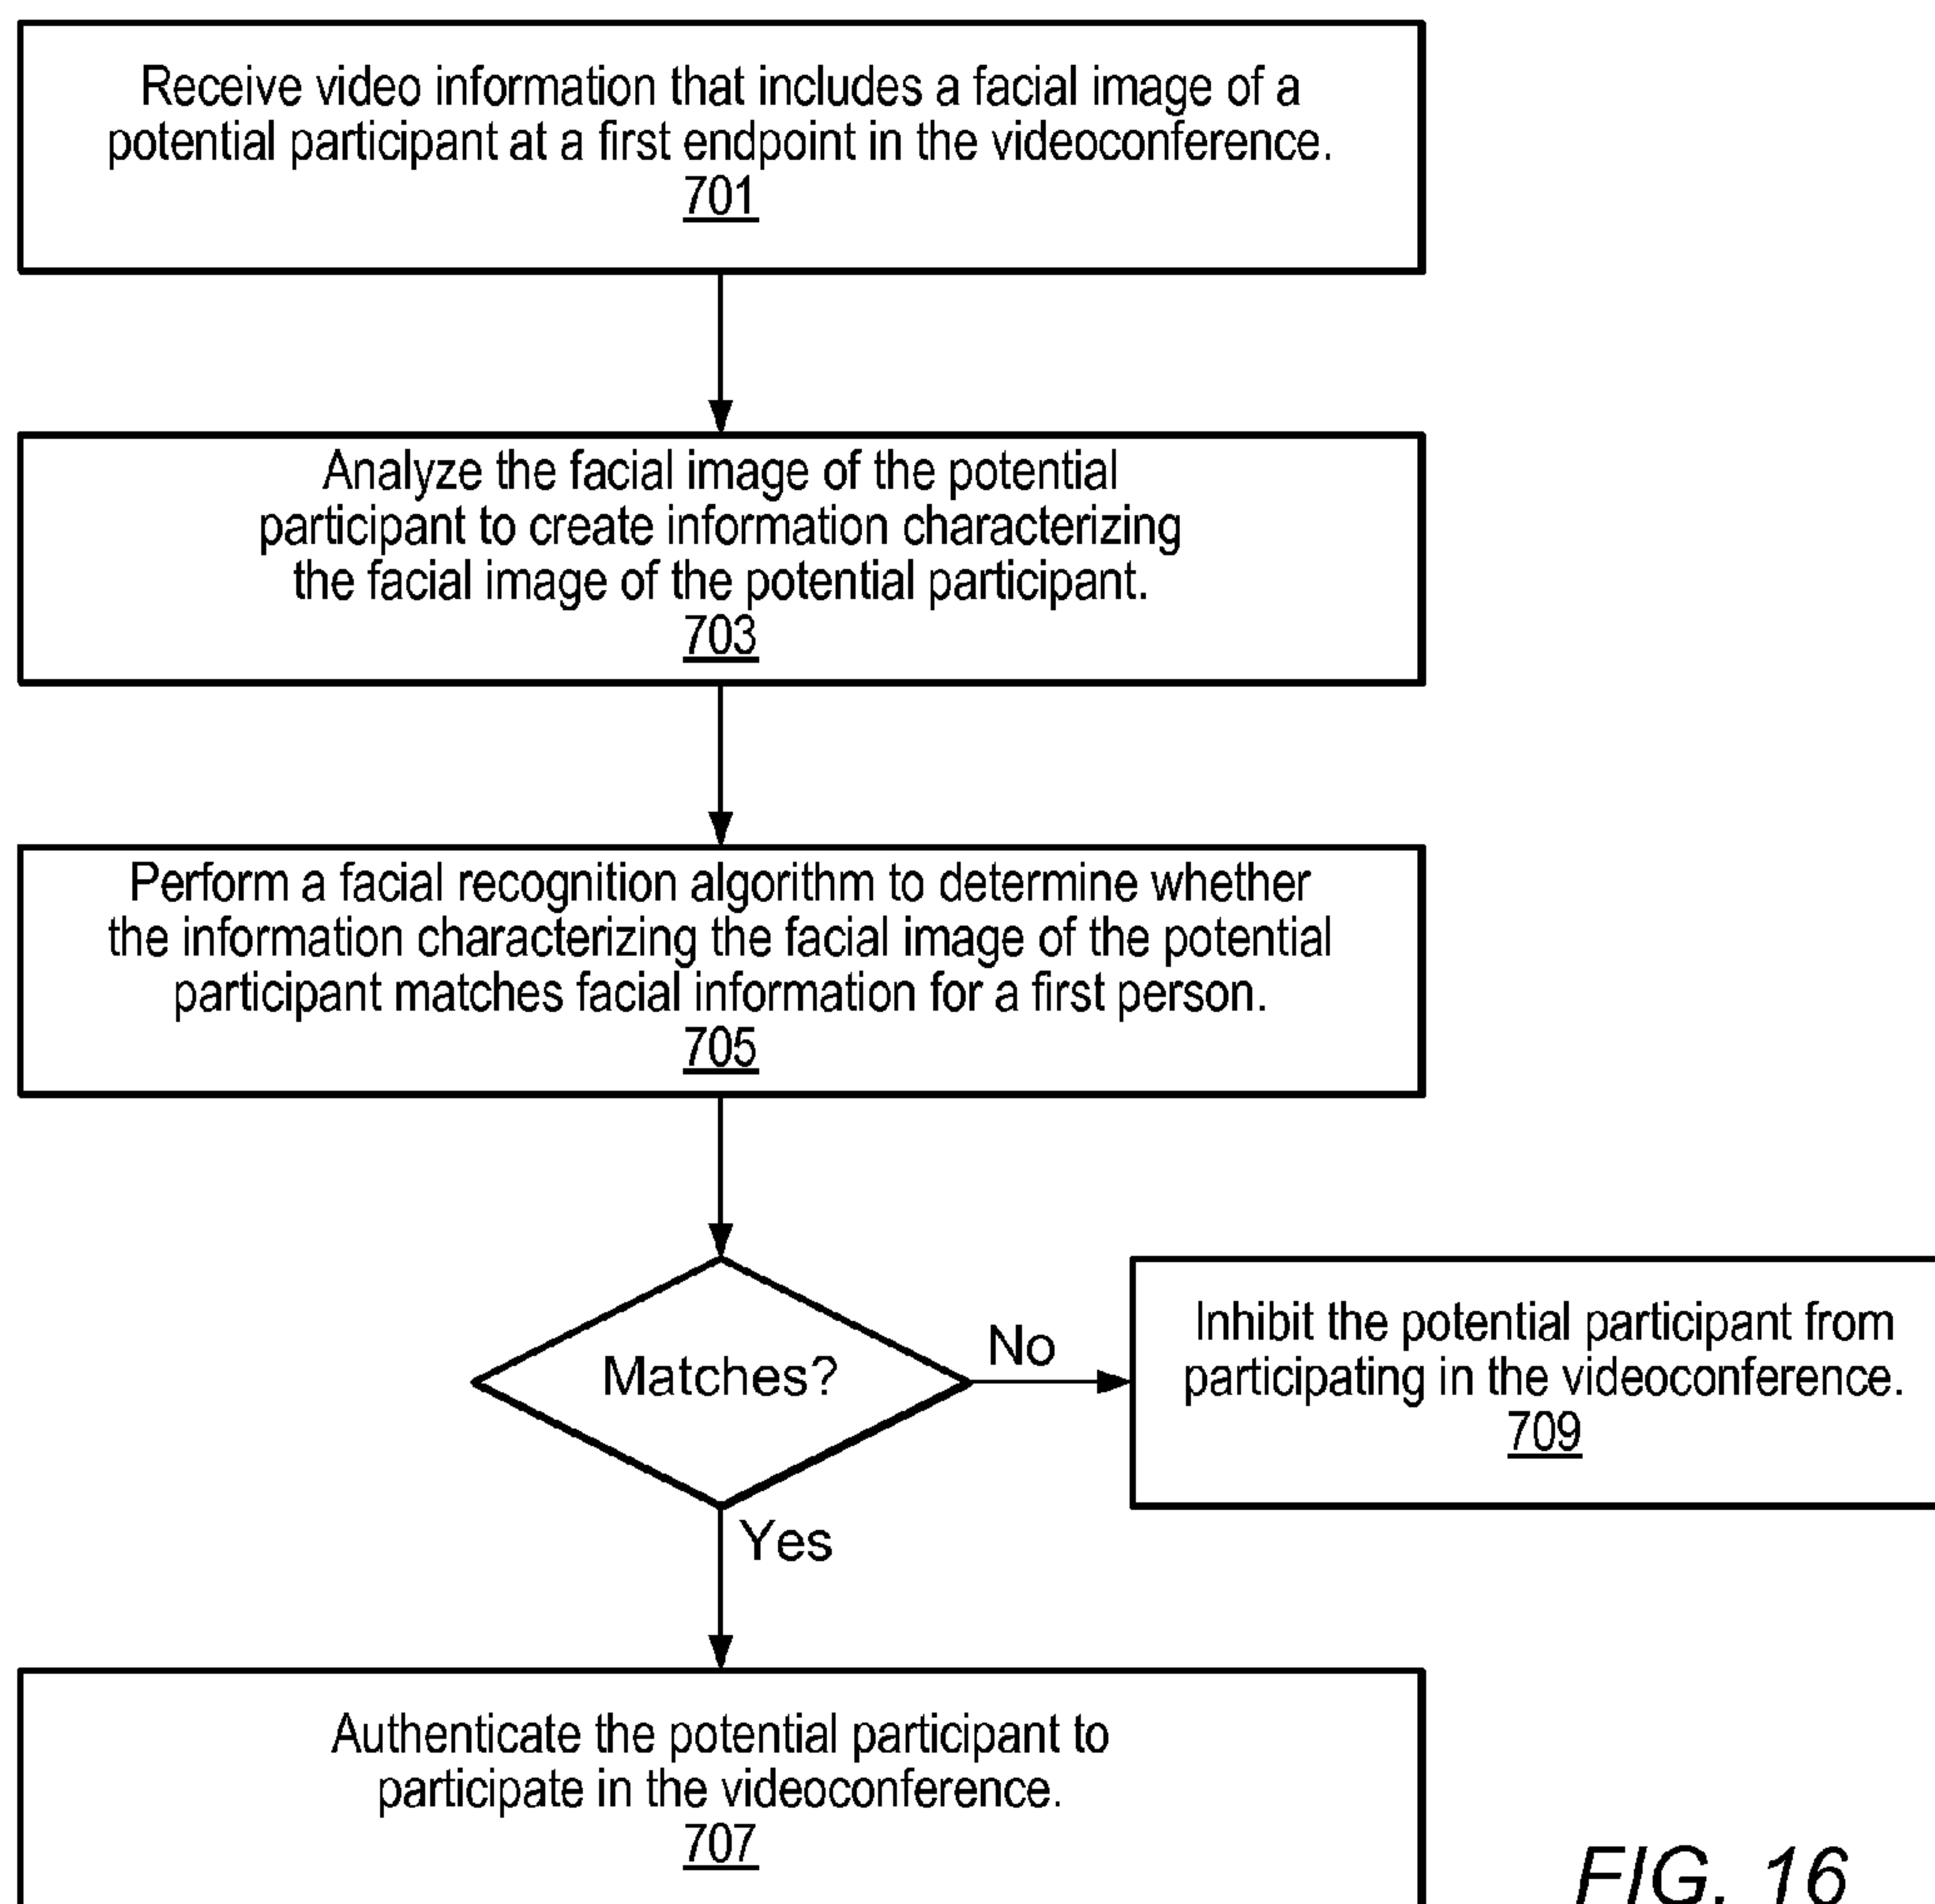 Receive video information that includes a facial image of a
potential participant at a first endpoint in the videoconference.
701
Analyze the facial image of the potential
participant to create information characterizing
the facial image of the potential participant.
703
Perform a facial recognition algorithm to determine whether
the information characterizing the facial image of the potential
participant matches facial information for a first person.
705
Matches?
No
Inhibit the potential participant from
participating in the videoconference.
709
Yes
Authenticate the potential participant to
participate in the videoconference.
707
FIG. 16